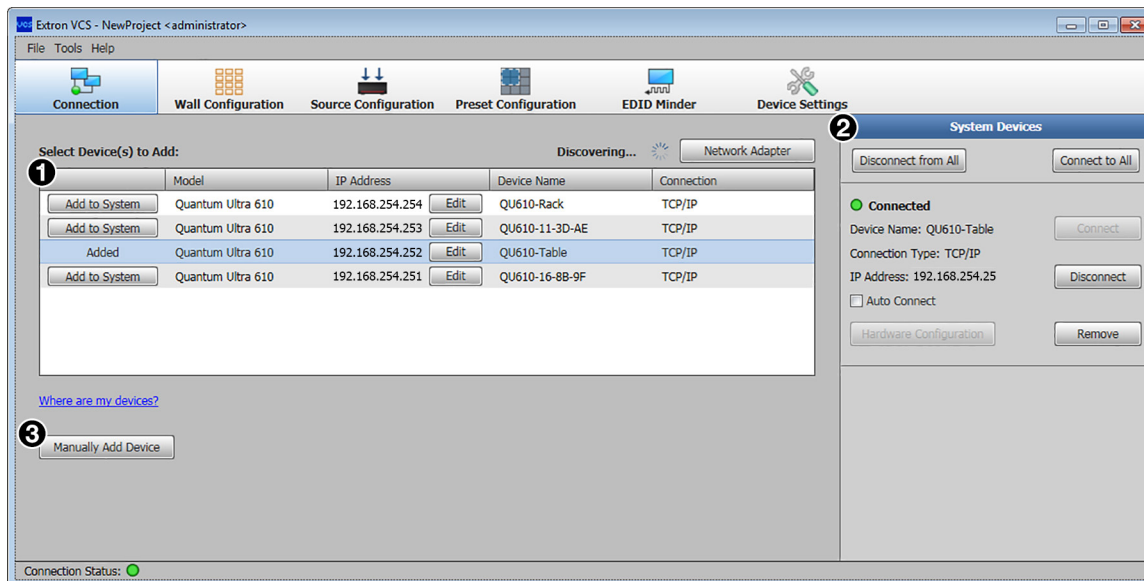 vcs Extron VCS - NewProject <administrator>
File Tools Help
Connection Wall Configuration Source Configuration Preset Configuration EDID Minder Device Settings
Select Device(s) to Add: Discovering... Network Adapter
1
Model IP Address Device Name Connection
Add to System Quantum Ultra 610 192.168.254.254 Edit QU610-Rack TCP/IP
Add to System Quantum Ultra 610 192.168.254.253 Edit QU610-11-3D-AE TCP/IP
Added Quantum Ultra 610 192.168.254.252 Edit QU610-Table TCP/IP
Add to System Quantum Ultra 610 192.168.254.251 Edit QU610-16-8B-9F TCP/IP
Where are my devices?
3
Manually Add Device
2
System Devices
Disconnect from All Connect to All
Connected
Device Name: QU610-Table Connect
Connection Type: TCP/IP
IP Address: 192.168.254.25 Disconnect
Auto Connect
Hardware Configuration Remove
Connection Status: